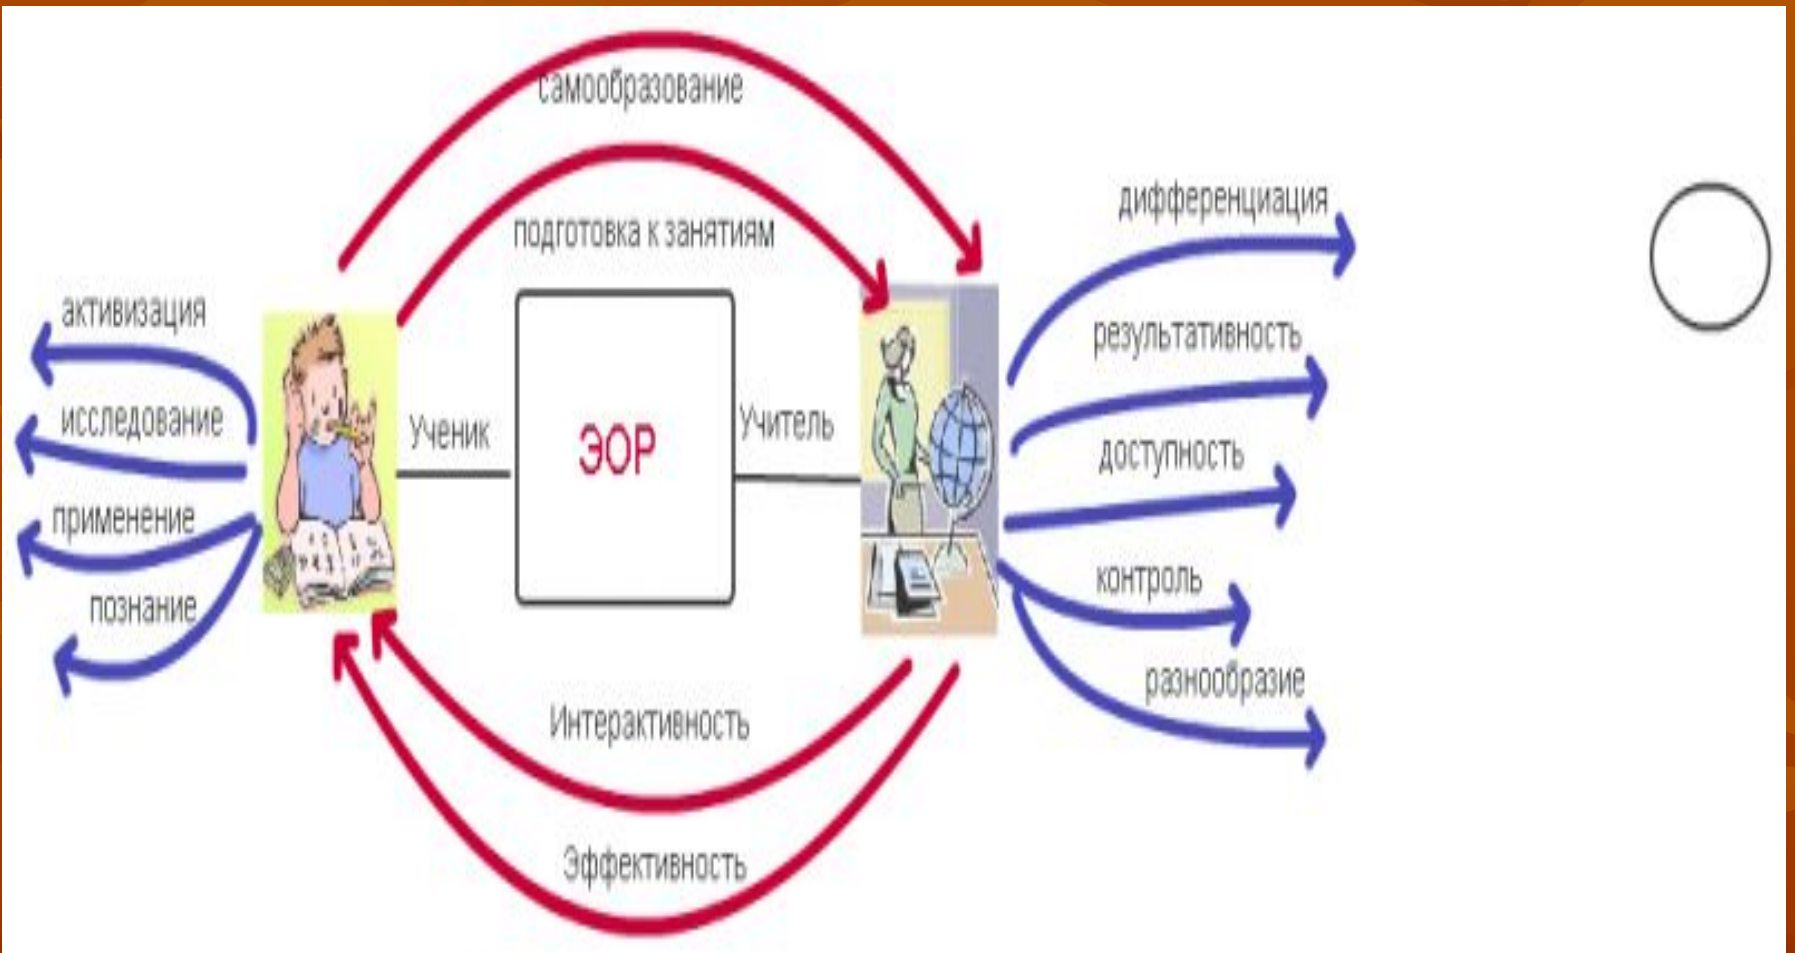 самообразование
подготовка к занятиям
дифференциация
активизация
результативность
исследование
Ученик
ЭОР
Учитель
доступность
применение
контроль
познание
разнообразие
Интерактивность
Эффективность